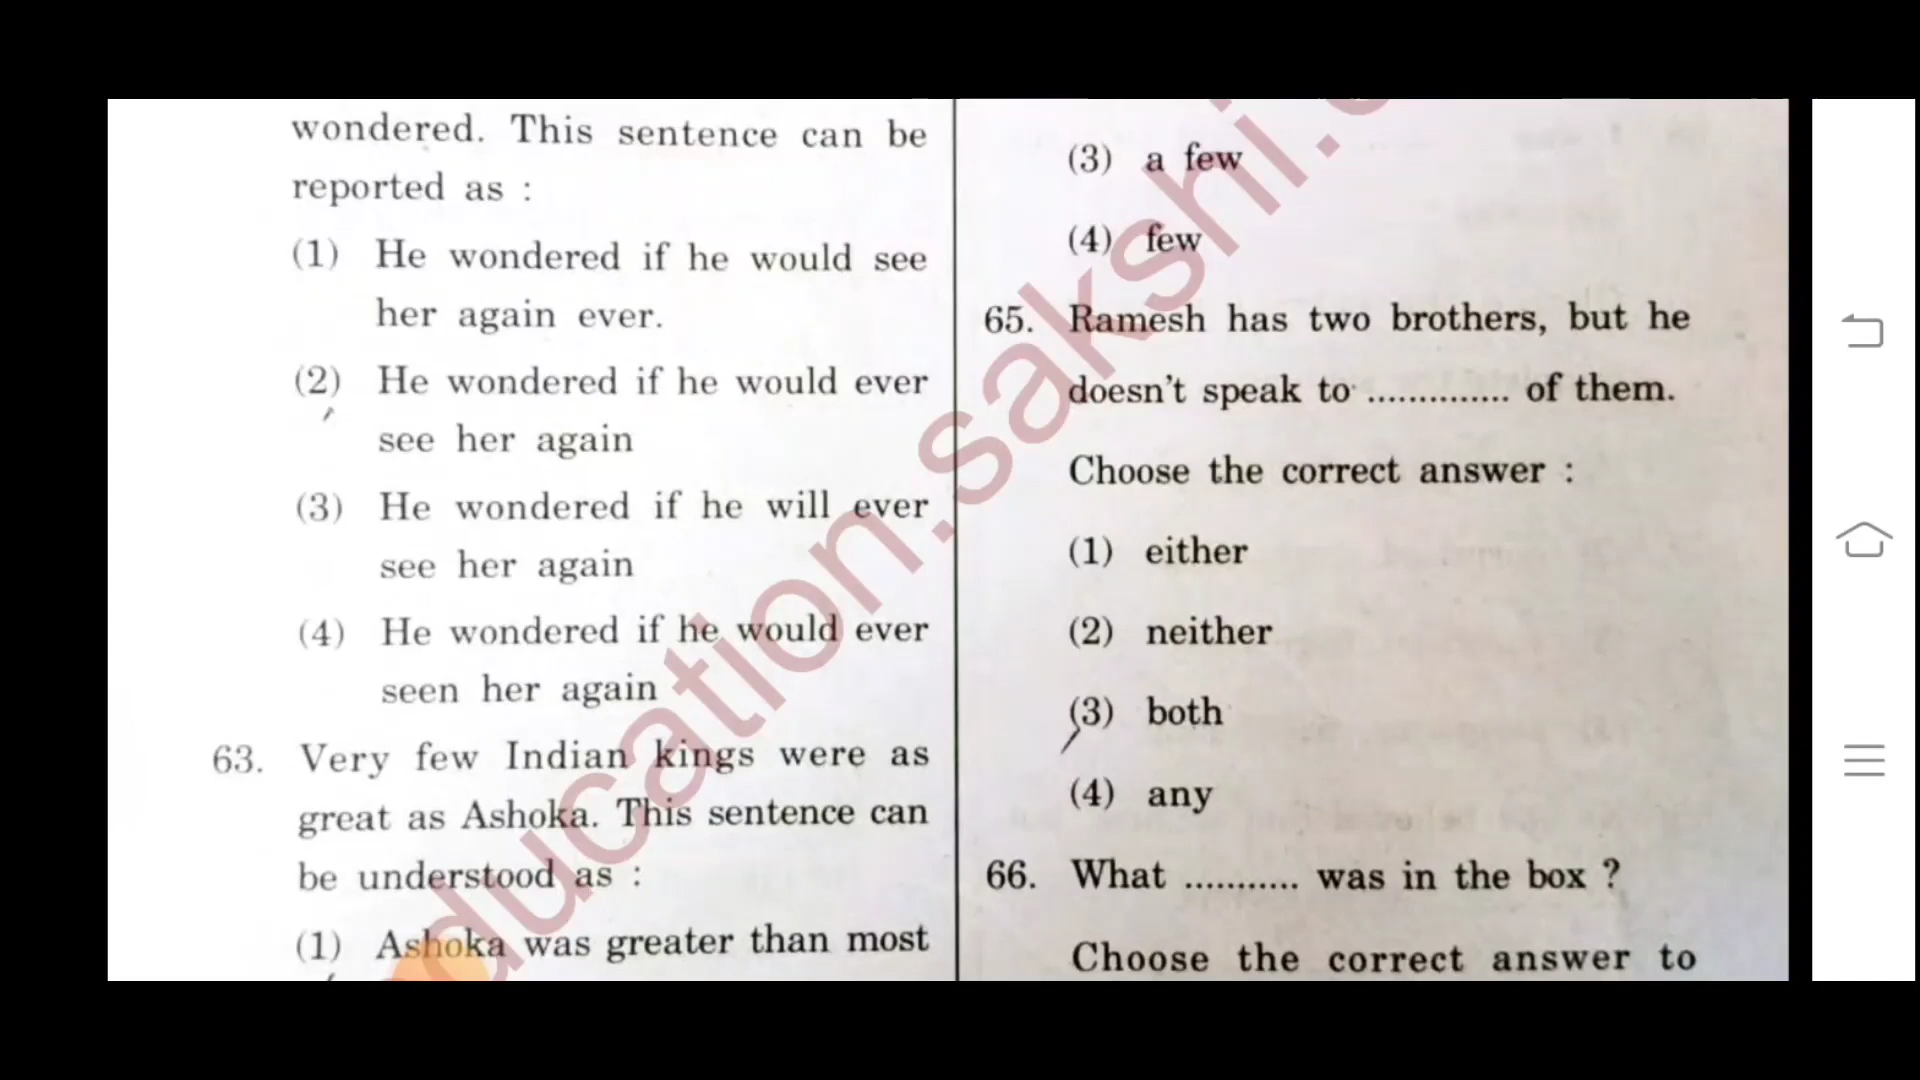 wondered. This sentence can be
reported as :
(1) He wondered if he would see
her again ever.
(2) He wondered if he would ever
see her again
(3) He wondered if he will ever
see her again
(4) He wondered if he would ever
seen her again
63. Very few Indian kings were as
great as Ashoka. This sentence can
be understood as :
(1) Ashoka was greater than most
(3) a few
(4) few
65. Ramesh has two brothers, but he
doesn't speak to .............. of them.
Choose the correct answer :
(1) either
(2) neither
(3) both
(4) any
66. What ........... was in the box ?
Choose the correct answer to
education.sakshi.c